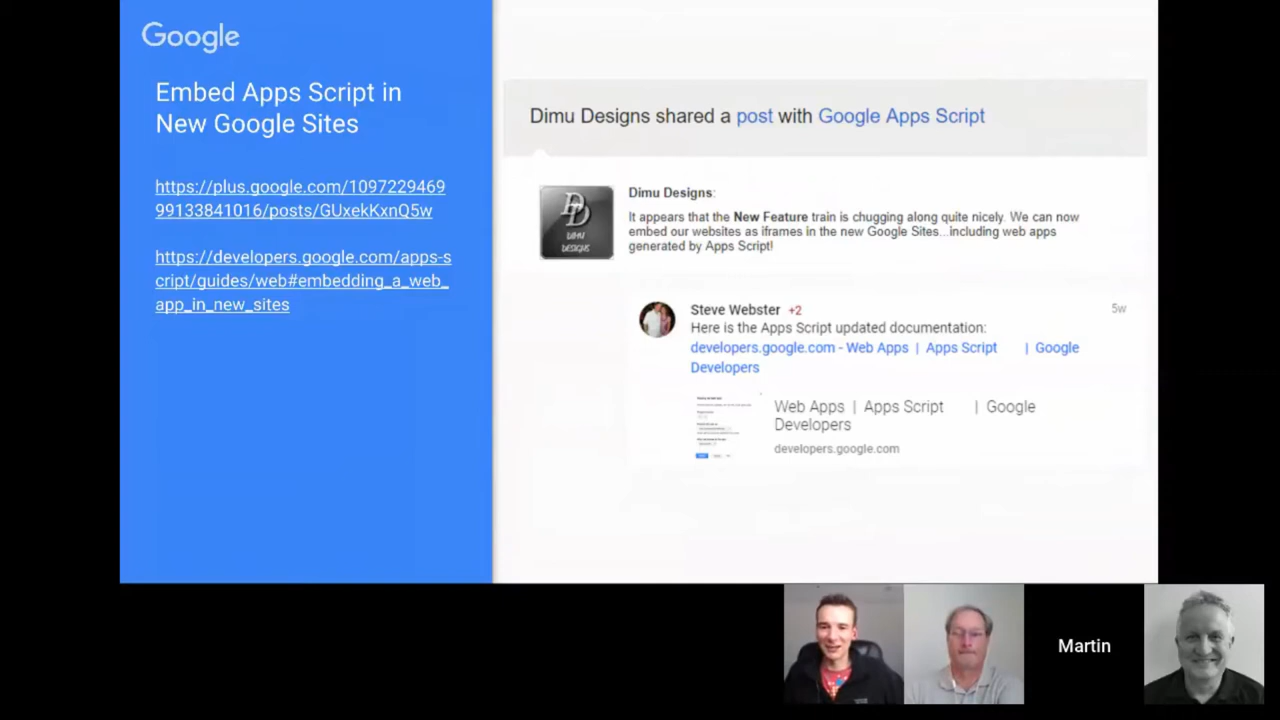 Google
Embed Apps Script in
New Google Sites
https://plus.google.com/1097229469
99133841016/posts/GUxekKxnQ5w
https://developers.google.com/apps-s
cript/guides/web#embedding_a_web_
app_in_new_sites
Dimu Designs shared a post with Google Apps Script
DD
DIMU
DESIGNS
Dimu Designs:
It appears that the New Feature train is chugging along quite nicely. We can now
embed our websites as iframes in the new Google Sites...including web apps
generated by Apps Script!
Steve Webster +2
5w
Here is the Apps Script updated documentation:
developers.google.com - Web Apps | Apps Script | Google
Developers
Web Apps | Apps Script | Google
Developers
developers.google.com
Martin